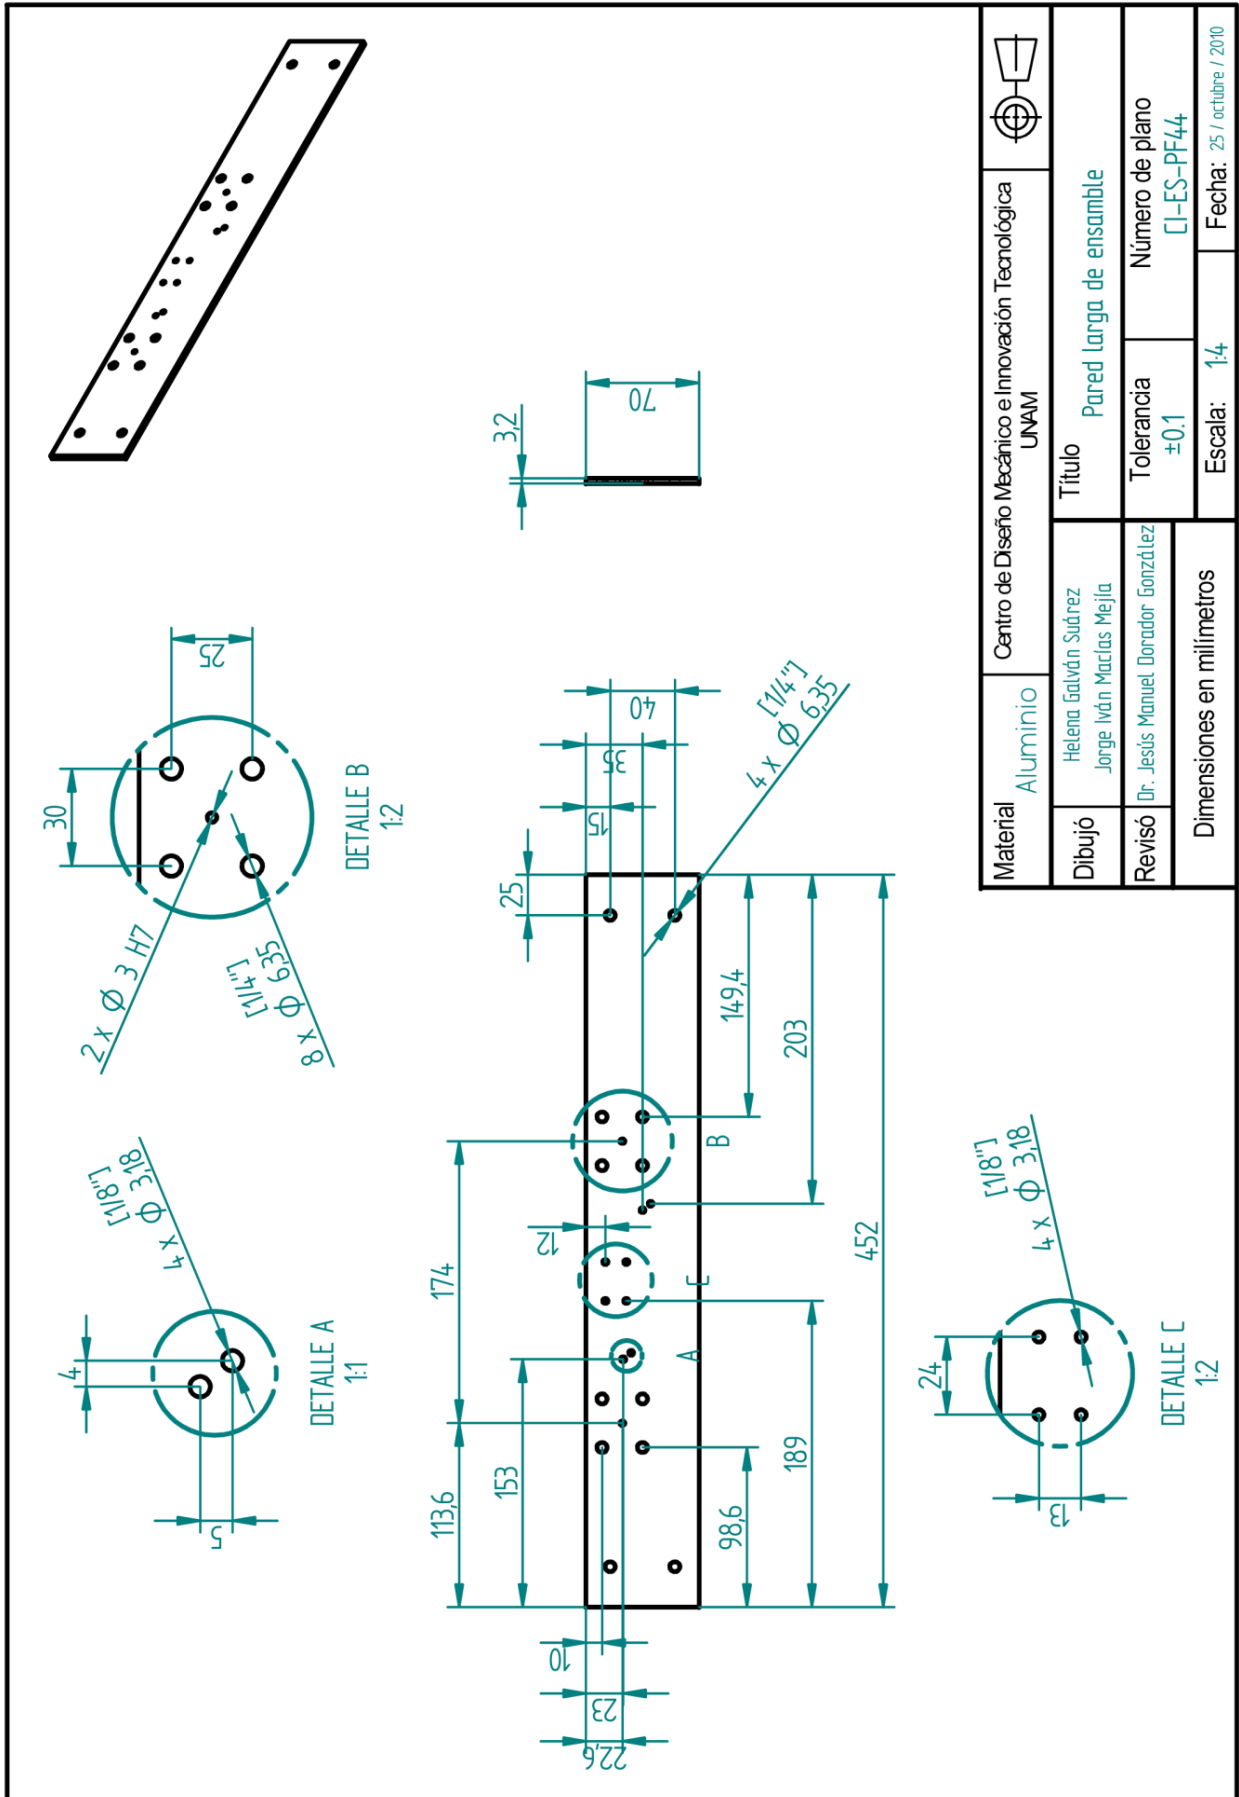 4
5
4 x Ø 3,18
[1/8"]
DETALLE A
1:1
30
25
2 x Ø 3 H7
8 x Ø 6,35
[1/4"]
DETALLE B
1:2
113,6
174
153
12
25
15
35
40
4 x Ø 6,35
[1/4"]
10
23
22,6
A
C
B
98,6
149,4
189
203
452
3,2
70
24
13
4 x Ø 3,18
[1/8"]
DETALLE C
1:2
Material
Aluminio
Centro de Diseño Mecánico e Innovación Tecnológica
UNAM
Dibujó
Helena Galván Suárez
Jorge Iván Macías Mejía
Título
Pared larga de ensamble
Revisó
Dr. Jesús Manuel Dorador González
Tolerancia
±0.1
Número de plano
CI-ES-PF44
Dimensiones en milímetros
Escala: 1:4
Fecha: 25 / octubre / 2010